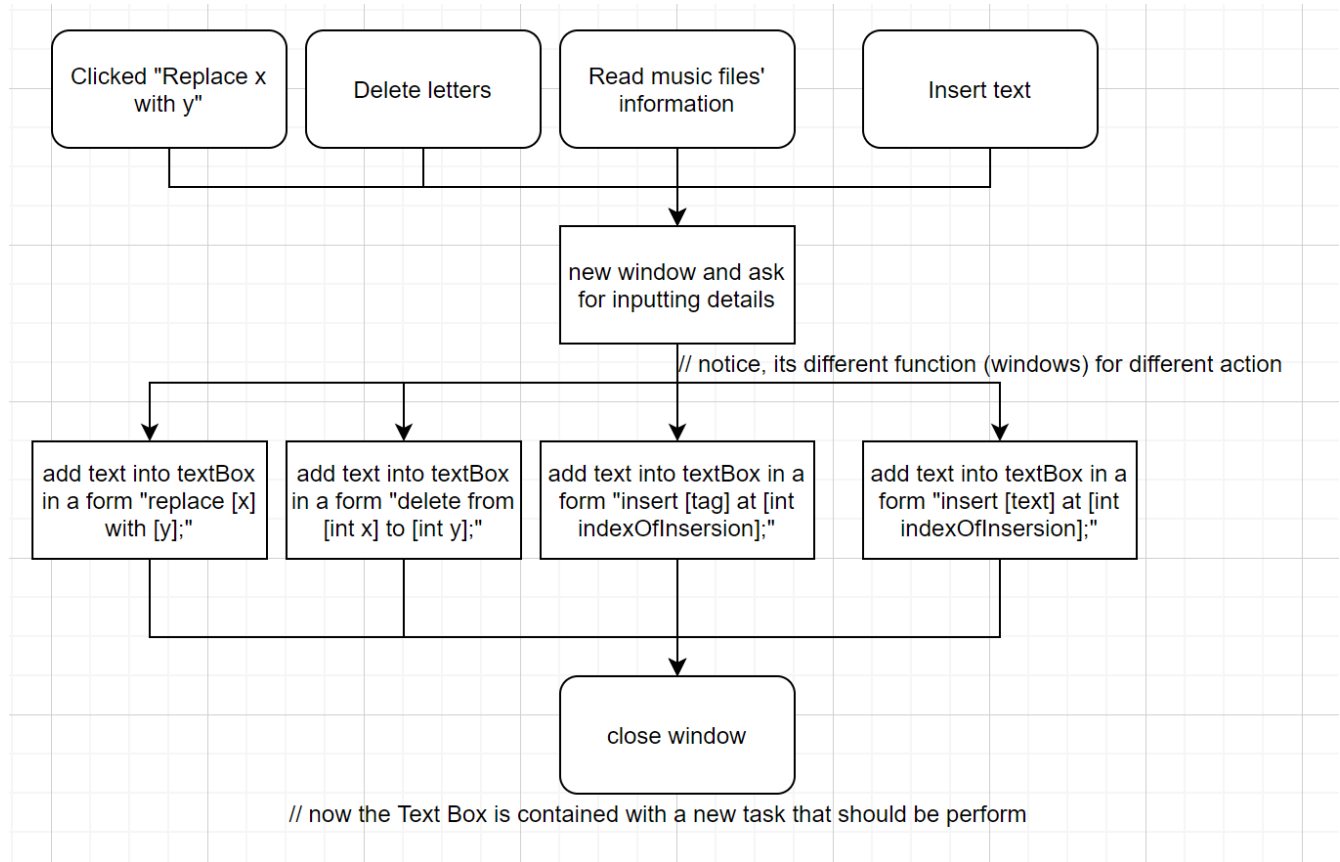 Clicked "Replace x
with y"
Delete letters
Read music files'
information
Insert text
new window and ask
for inputting details
// notice, its different function (windows) for different action
add text into textBox
in a form "replace [x]
with [y];"
add text into textBox
in a form "delete from
[int x] to [int y];"
add text into textBox in a
form "insert [tag] at [int
indexOfInsersion];"
add text into textBox in a
form "insert [text] at [int
indexOfInsersion];"
close window
// now the Text Box is contained with a new task that should be perform